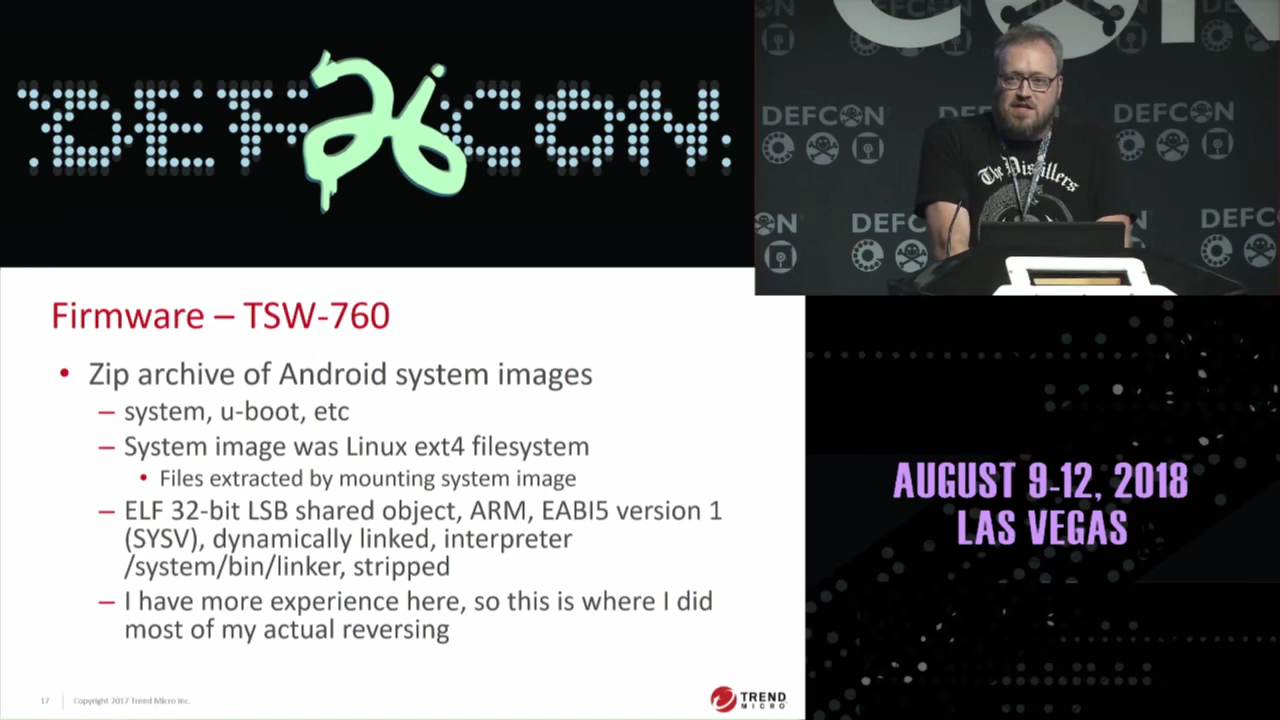 DEFCON
26
CON
DEFCON
DEFCON
CON
DEFCON
DEFC
The Distillers
Firmware – TSW-760
• Zip archive of Android system images
– system, u-boot, etc
– System image was Linux ext4 filesystem
• Files extracted by mounting system image
– ELF 32-bit LSB shared object, ARM, EABI5 version 1
(SYSV), dynamically linked, interpreter
/system/bin/linker, stripped
– I have more experience here, so this is where I did
most of my actual reversing
AUGUST 9-12, 2018
LAS VEGAS
17
Copyright 2017 Trend Micro Inc.
TREND
MICRO